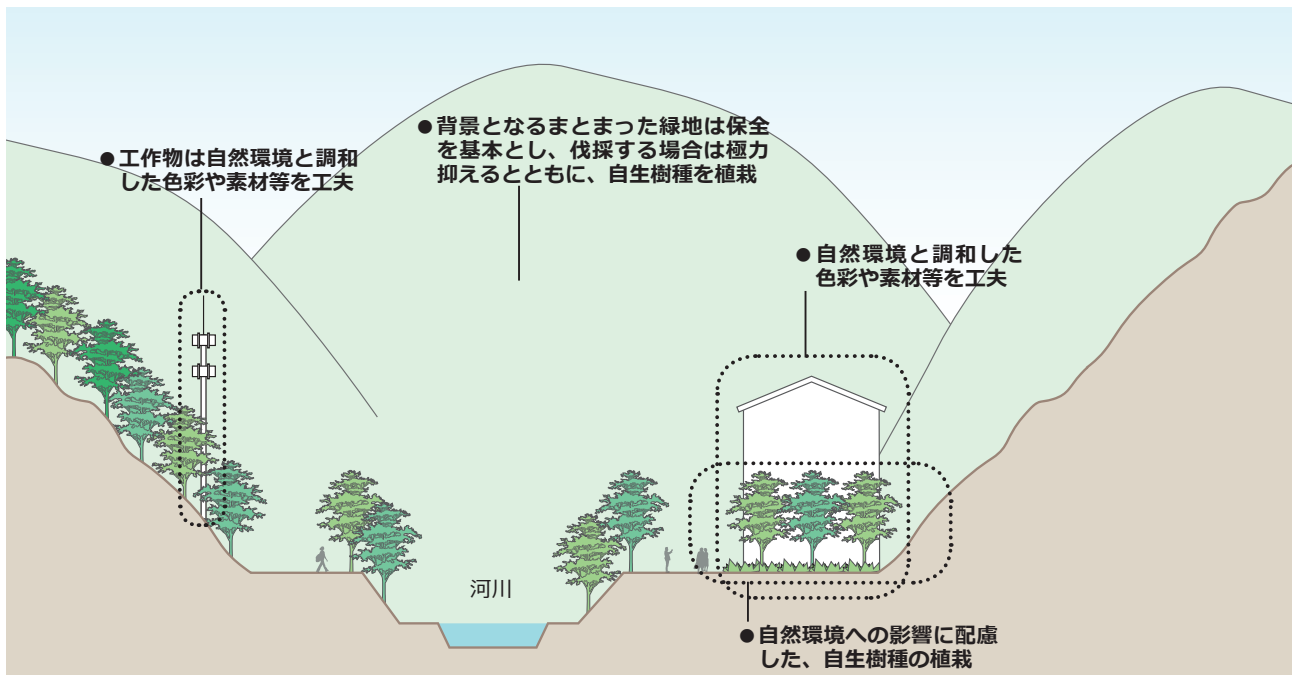 ●背景となるまとまった緑地は保全
を基本とし、伐採する場合は極力
抑えるとともに、自生樹種を植栽
●工作物は自然環境と調和
した色彩や素材等を工夫
●自然環境と調和した
色彩や素材等を工夫
河川
●自然環境への影響に配慮
した、自生樹種の植栽